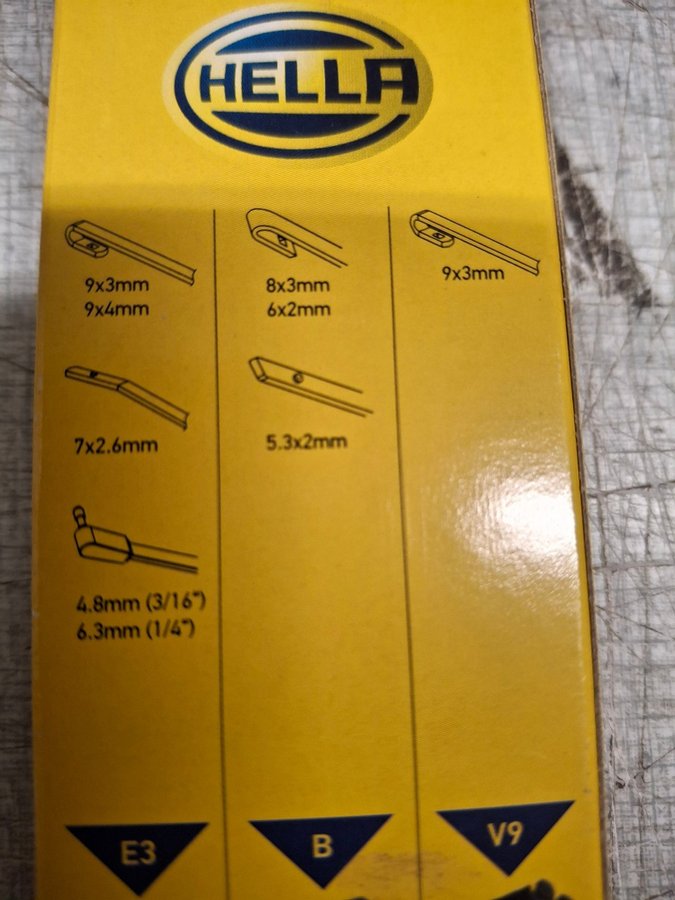 HELLA
9x3mm
9x4mm
7x2.6mm
4.8mm (3/16")
6.3mm (1/4")
E3
8x3mm
6x2mm
5.3x2mm
B
9x3mm
V9